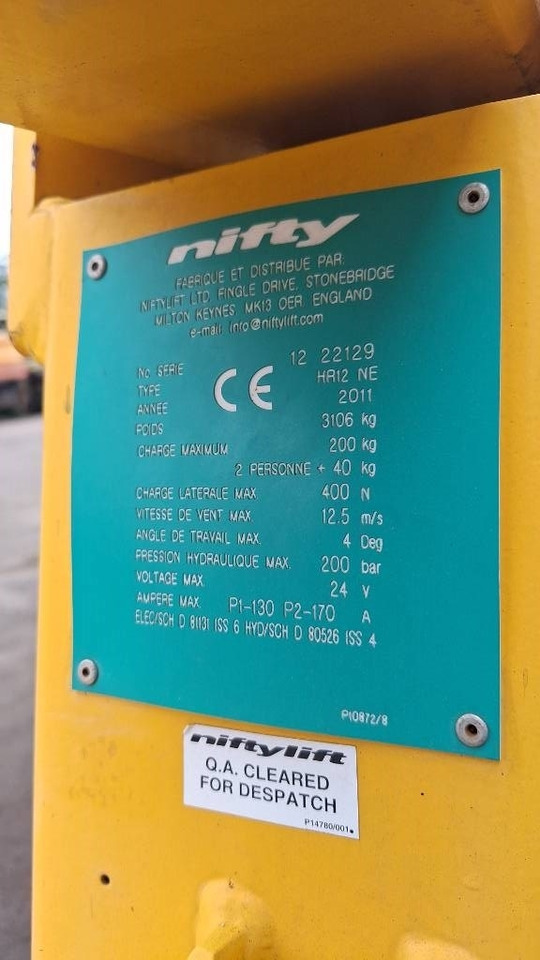 nifty
FABRIQUE ET DISTRIBUE PAR:
NIFTYLIFT LTD, FINGLE DRIVE, STONEBRIDGE
MILTON KEYNES, MK13 OER, ENGLAND
e-mail: info@niftylift.com
No SERIE 12 22129
TYPE HR12 NE
ANNÉE 2011
POIDS 3106 kg
CE
CHARGE MAXIMUM 200 kg
2 PERSONNE + 40 kg
CHARGE LATERALE MAX. 400 N
VITESSE DE VENT MAX. 12.5 m/s
ANGLE DE TRAVAIL MAX. 4 Deg
PRESSION HYDRAULIQUE MAX. 200 bar
VOLTAGE MAX. 24 V
AMPERE MAX. P1-130 P2-170 A
ELEC/SCH D 81131 ISS 6 HYD/SCH D 80526 ISS 4
P10872/8
niftylift
Q.A. CLEARED
FOR DESPATCH
P14780/001